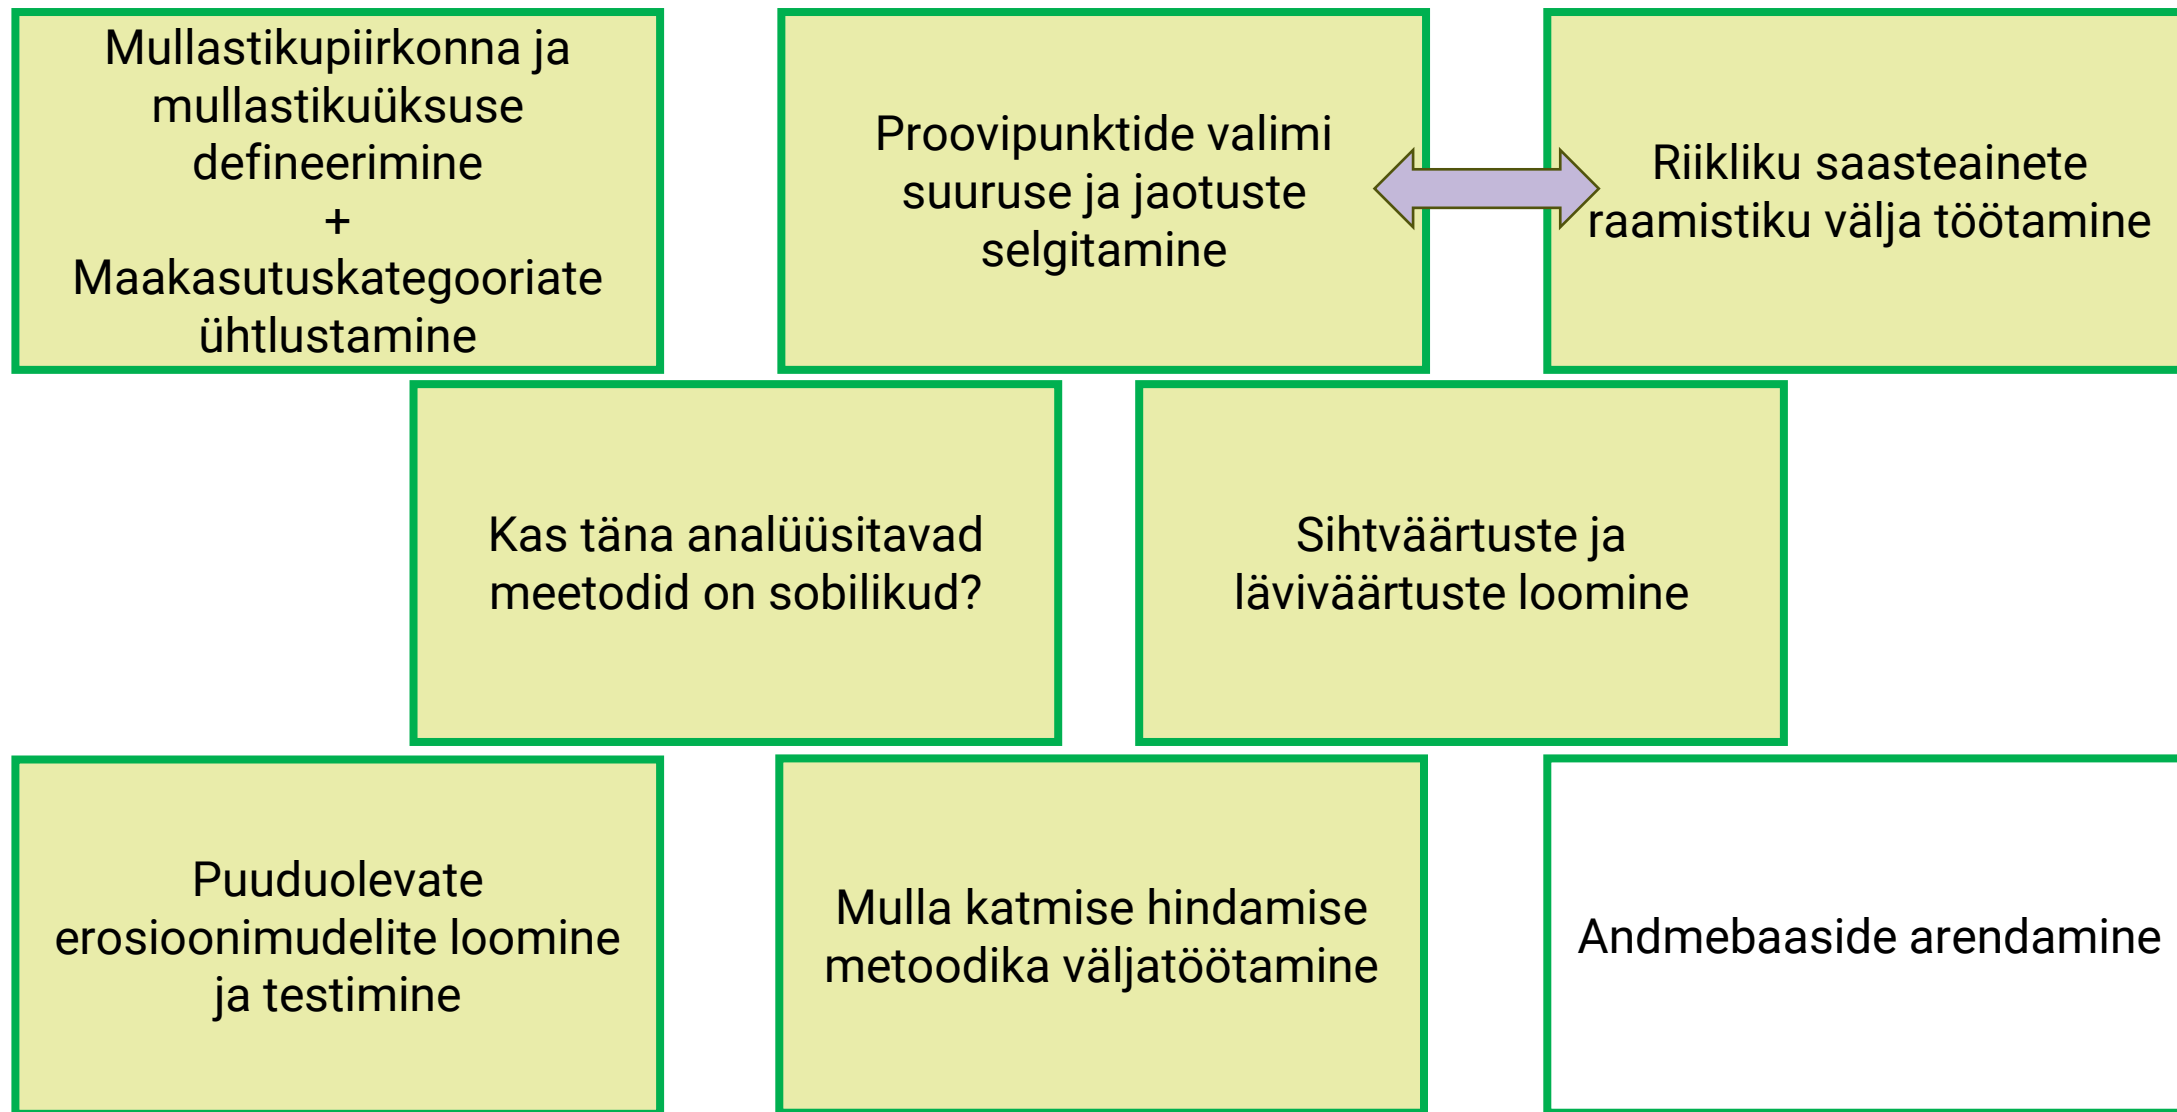 Mullastikupiirkonna ja
mullastikuüksuse
defineerimine
+
Maakasutuskategooriate
ühtlustamine
Proovipunktide valimi
suuruse ja jaotuste
selgitamine
Riikliku saasteainete
raamistiku välja töötamine
Kas täna analüüsitavad
meetodid on sobilikud?
Sihtväärtuste ja
läviväärtuste loomine
Puuduolevate
erosioonimudelite loomine
ja testimine
Mulla katmise hindamise
metoodika väljatöötamine
Andmebaaside arendamine